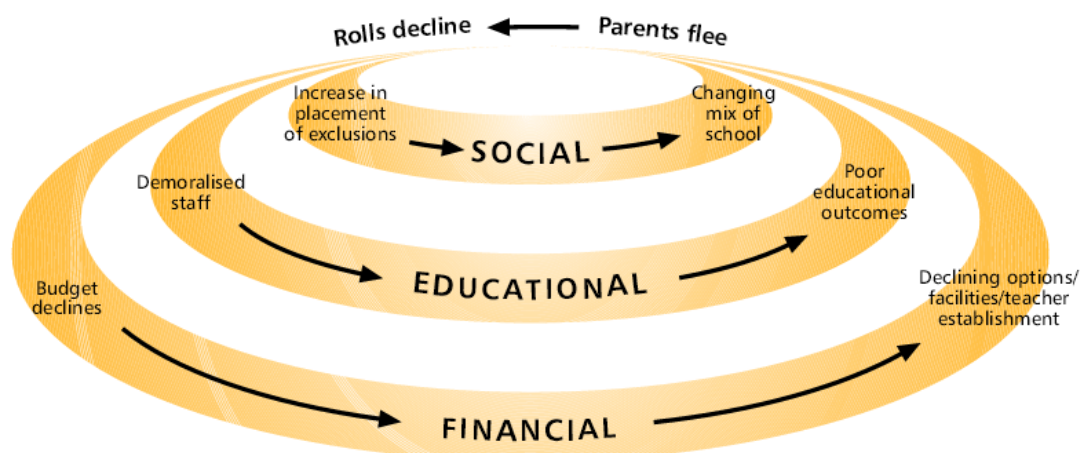 Rolls decline
Parents flee
Increase in
placement
of exclusions
SOCIAL
Changing
mix of
school
Demoralised
staff
EDUCATIONAL
Poor
educational
outcomes
Budget
declines
FINANCIAL
Declining options/
facilities/teacher
establishment